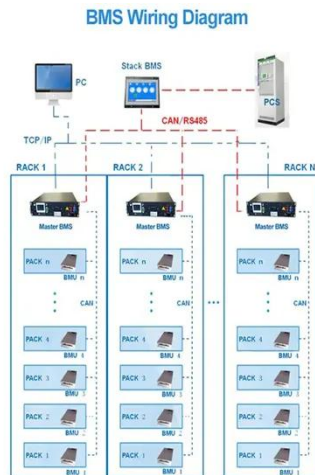 BMS Wiring Diagram
Stack BMS
PC
PCS
CAN/RS485
TCP/IP
RACK 1 RACK 2 RACK N
Master BMS Master BMS Master BMS
PACK n PACK n PACK n
BMU n BMU n BMU n
CAN CAN CAN
PACK 4 PACK 4 PACK 4
BMU 4 BMU 4 BMU 4
PACK 3 PACK 3 PACK 3
BMU 3 BMU 3 BMU 3
PACK 2 PACK 2 PACK 2
BMU 2 BMU 2 BMU 2
PACK 1 PACK 1 PACK 1
BMU 1 BMU 1 BMU 1